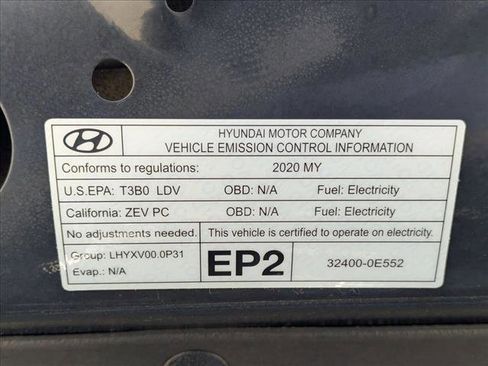 HYUNDAI MOTOR COMPANY
VEHICLE EMISSION CONTROL INFORMATION
Conforms to regulations: 2020 MY
U.S.EPA: T3B0 LDV OBD: N/A Fuel: Electricity
California: ZEV PC OBD: N/A Fuel: Electricity
No adjustments needed. This vehicle is certified to operate on electricity.
Group: LHYXV00.0P31
Evap.: N/A
EP2
32400-0E552